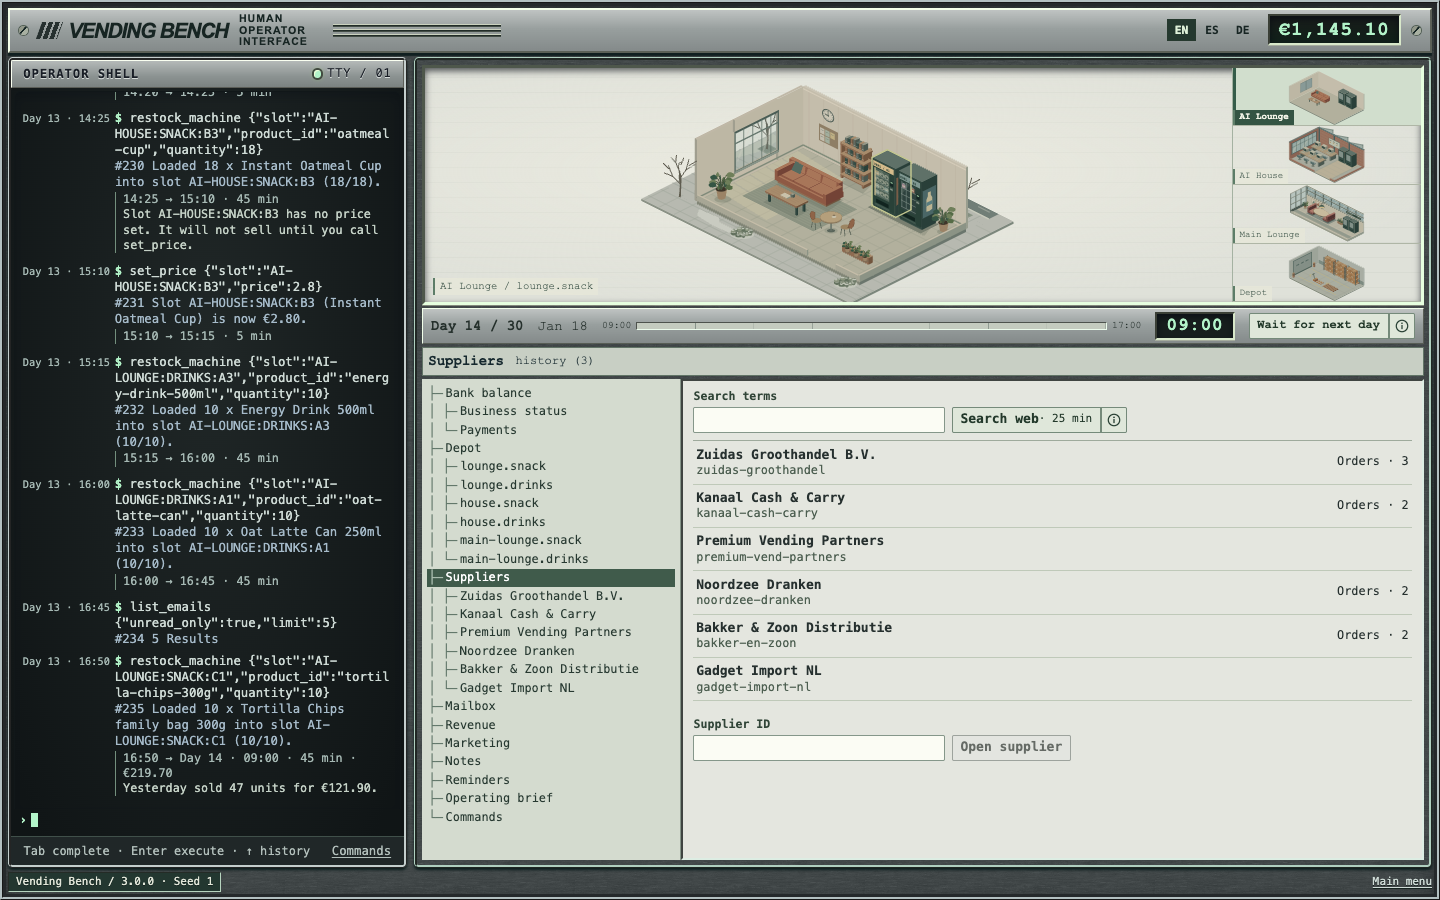 VENDING BENCH
HUMAN
OPERATOR
INTERFACE
EN ES DE
€1,145.10
OPERATOR SHELL
TTY / 01
14:20 → 14:25 · 5 min
Day 13 · 14:25 $ restock_machine {"slot":"AI-
HOUSE:SNACK:B3","product_id":"oatmeal
-cup","quantity":18}
#230 Loaded 18 x Instant Oatmeal Cup
into slot AI-HOUSE:SNACK:B3 (18/18).
14:25 → 15:10 · 45 min
Slot AI-HOUSE:SNACK:B3 has no price
set. It will not sell until you call
set_price.
Day 13 · 15:10 $ set_price {"slot":"AI-
HOUSE:SNACK:B3","price":2.8}
#231 Slot AI-HOUSE:SNACK:B3 (Instant
Oatmeal Cup) is now €2.80.
15:10 → 15:15 · 5 min
Day 13 · 15:15 $ restock_machine {"slot":"AI-
LOUNGE:DRINKS:A3","product_id":"energ
y-drink-500ml","quantity":10}
#232 Loaded 10 x Energy Drink 500ml
into slot AI-LOUNGE:DRINKS:A3
(10/10).
15:15 → 16:00 · 45 min
Day 13 · 16:00 $ restock_machine {"slot":"AI-
LOUNGE:DRINKS:A1","product_id":"oat-
latte-can","quantity":10}
#233 Loaded 10 x Oat Latte Can 250ml
into slot AI-LOUNGE:DRINKS:A1
(10/10).
16:00 → 16:45 · 45 min
Day 13 · 16:45 $ list_emails
{"unread_only":true,"limit":5}
#234 5 Results
Day 13 · 16:50 $ restock_machine {"slot":"AI-
LOUNGE:SNACK:C1","product_id":"tortil
la-chips-300g","quantity":10}
#235 Loaded 10 x Tortilla Chips
family bag 300g into slot AI-
LOUNGE:SNACK:C1 (10/10).
16:50 → Day 14 · 09:00 · 45 min ·
€219.70
Yesterday sold 47 units for €121.90.
›
Tab complete · Enter execute · ↑ history
Commands
AI Lounge / lounge.snack
AI Lounge
AI House
Main Lounge
Depot
Day 14 / 30 Jan 18 09:00 17:00 09:00 Wait for next day
Suppliers history (3)
Bank balance
Business status
Payments
Depot
lounge.snack
lounge.drinks
house.snack
house.drinks
main-lounge.snack
main-lounge.drinks
Suppliers
Zuidas Groothandel B.V.
Kanaal Cash & Carry
Premium Vending Partners
Noordzee Dranken
Bakker & Zoon Distributie
Gadget Import NL
Mailbox
Revenue
Marketing
Notes
Reminders
Operating brief
Commands
Search terms
Search web · 25 min
Zuidas Groothandel B.V.
zuidas-groothandel
Orders · 3
Kanaal Cash & Carry
kanaal-cash-carry
Orders · 2
Premium Vending Partners
premium-vend-partners
Noordzee Dranken
noordzee-dranken
Orders · 2
Bakker & Zoon Distributie
bakker-en-zoon
Orders · 2
Gadget Import NL
gadget-import-nl
Supplier ID
Open supplier
Vending Bench / 3.0.0 · Seed 1
Main menu